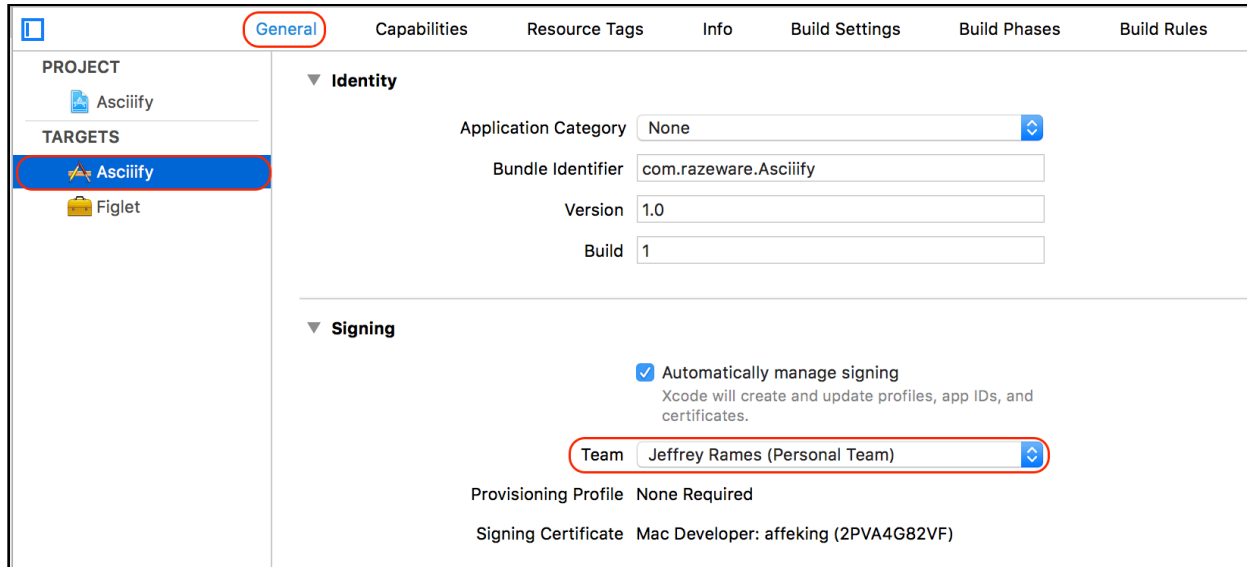 General Capabilities Resource Tags Info Build Settings Build Phases Build Rules
PROJECT
Asciiify
TARGETS
Asciiify
Figlet
Identity
Application Category None
Bundle Identifier com.razeware.Asciiify
Version 1.0
Build 1
Signing
Automatically manage signing
Xcode will create and update profiles, app IDs, and
certificates.
Team Jeffrey Rames (Personal Team)
Provisioning Profile None Required
Signing Certificate Mac Developer: affeking (2PVA4G82VF)